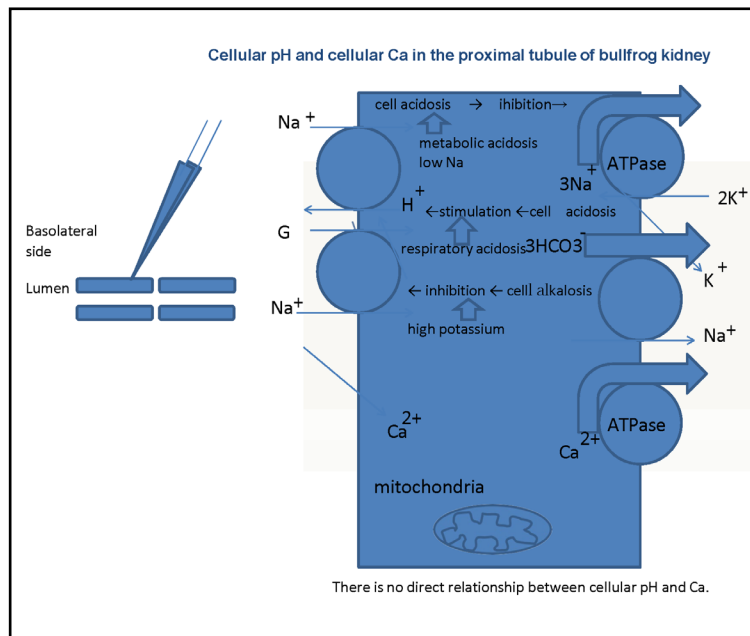 Cellular pH and cellular Ca in the proximal tubule of bullfrog kidney
cell acidosis → ihibition→
Na+
metabolic acidosis
low Na
ATPase
3Na+
2K+
H+
←stimulation ←cell acidosis
Basolateral
side
G
respiratory acidosis
3HCO3-
K+
Lumen
← inhibition ← celll alkalosis
Na+
high potassium
Na+
Ca2+
ATPase
Ca2+
mitochondria
There is no direct relationship between cellular pH and Ca.